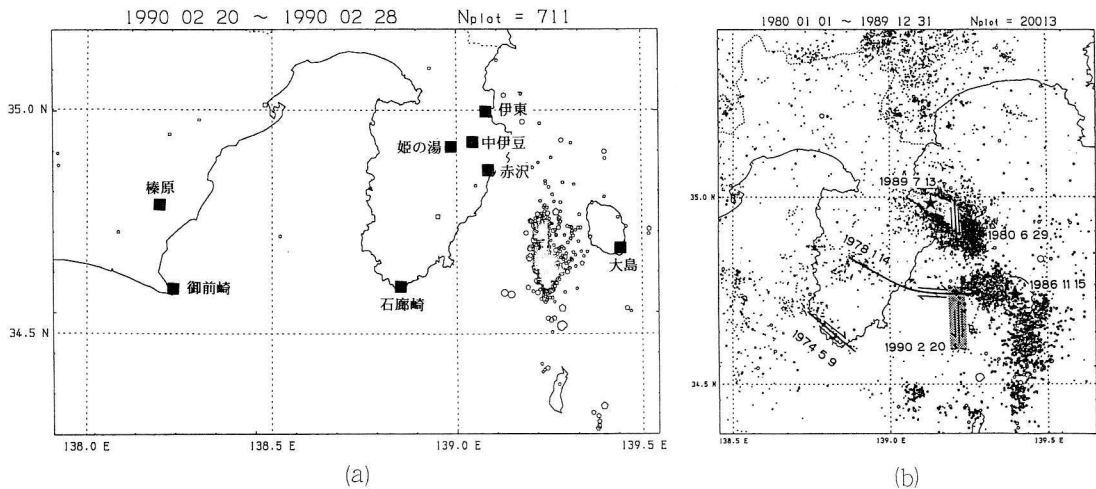 1990 02 20 ~ 1990 02 28
Nplot = 711
35.0 N
34.5 N
138.0 E
138.5 E
139.0 E
139.5 E
伊東
中伊豆
姫の湯
赤沢
榛原
大島
御前崎
石廊崎
(a)
1980 01 01 ~ 1989 12 31
Nplot = 20013
35.0 N
34.5 N
138.5 E
139.0 E
139.5 E
1989 7 13
1980 6 29
1978 1 14
1986 11 15
1990 2 20
1974 5 9
(b)